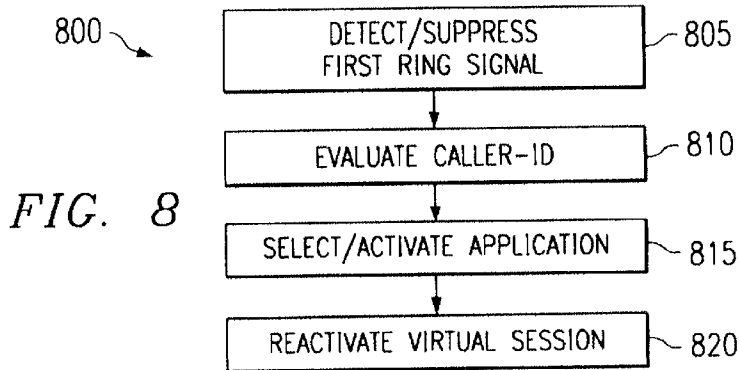 800
DETECT/SUPPRESS
FIRST RING SIGNAL
805
EVALUATE CALLER-ID
810
FIG. 8
SELECT/ACTIVATE APPLICATION
815
REACTIVATE VIRTUAL SESSION
820